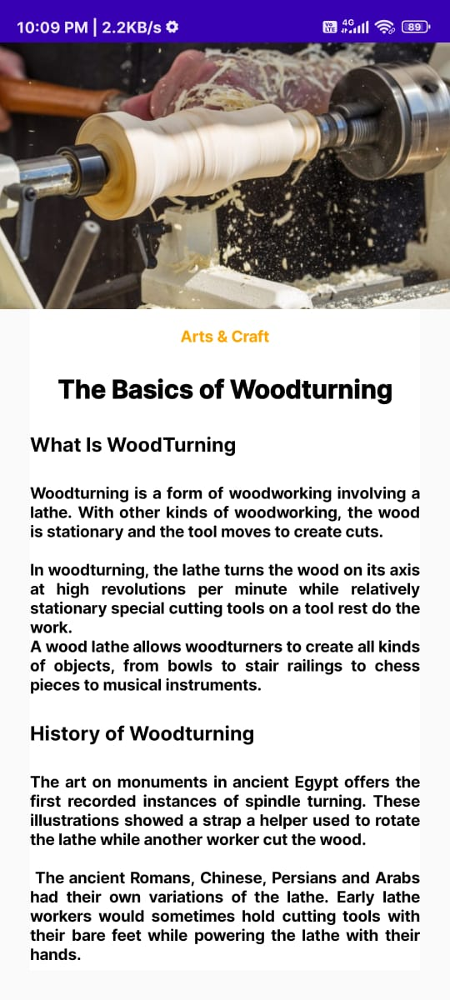 10:09 PM | 2.2KB/s
Vo LTE 4G 89
Arts & Craft
The Basics of Woodturning
What Is WoodTurning
Woodturning is a form of woodworking involving a
lathe. With other kinds of woodworking, the wood
is stationary and the tool moves to create cuts.
In woodturning, the lathe turns the wood on its axis
at high revolutions per minute while relatively
stationary special cutting tools on a tool rest do the
work.
A wood lathe allows woodturners to create all kinds
of objects, from bowls to stair railings to chess
pieces to musical instruments.
History of Woodturning
The art on monuments in ancient Egypt offers the
first recorded instances of spindle turning. These
illustrations showed a strap a helper used to rotate
the lathe while another worker cut the wood.
The ancient Romans, Chinese, Persians and Arabs
had their own variations of the lathe. Early lathe
workers would sometimes hold cutting tools with
their bare feet while powering the lathe with their
hands.